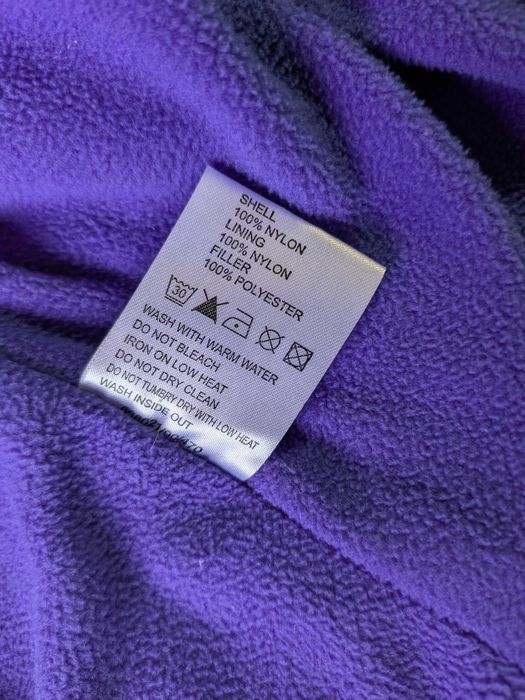 SHELL
100% NYLON
LINING
100% NYLON
FILLER
100% POLYESTER
30
WASH WITH WARM WATER
DO NOT BLEACH
IRON ON LOW HEAT
DO NOT DRY CLEAN
DO NOT TUMBRY DRY WITH LOW HEAT
WASH INSIDE OUT